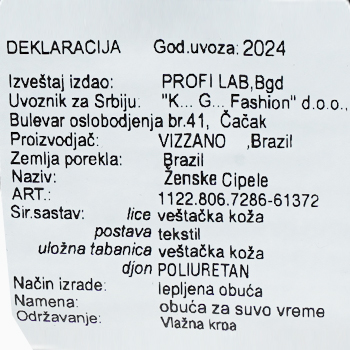 DEKLARACIJA God.uvoza: 2024
Izveštaj izdao: PROFI LAB,Bgd
Uvoznik za Srbiju. "K... G... Fashion" d.o.o.,
Bulevar oslobodjenja br.41, Čačak
Proizvodjač: VIZZANO ,Brazil
Zemlja porekla: Brazil
Naziv: Ženske Cipele
ART.: 1122.806.7286-61372
Sir.sastav: lice veštačka koža
postava tekstil
uložna tabanica veštačka koža
djon POLIURETAN
Način izrade: lepljena obuća
Namena: obuća za suvo vreme
Održavanje: Vlažna krpa